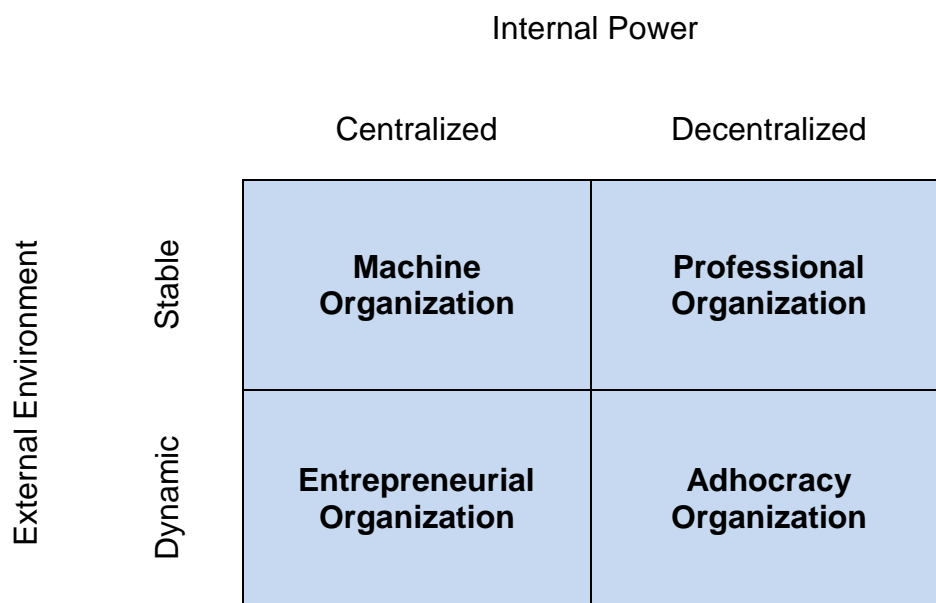 Internal Power
Centralized
Decentralized
External Environment
Stable
Machine
Organization
Professional
Organization
Dynamic
Entrepreneurial
Organization
Adhocracy
Organization